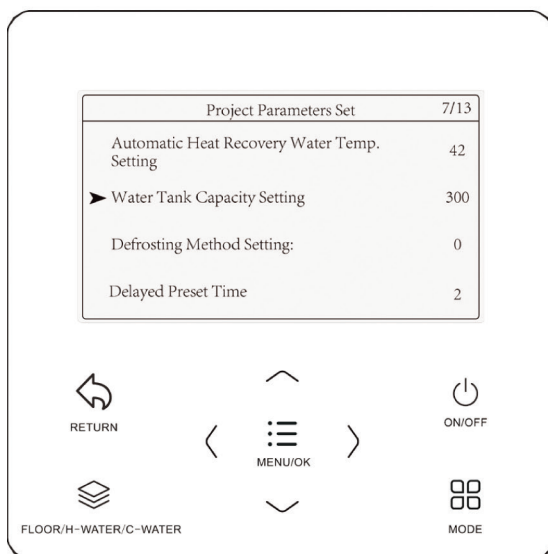 Project Parameters Set 7/13
Automatic Heat Recovery Water Temp.
Setting 42
Water Tank Capacity Setting 300
Defrosting Method Setting: 0
Delayed Preset Time 2
RETURN
MENU/OK
ON/OFF
FLOOR/H-WATER/C-WATER
MODE